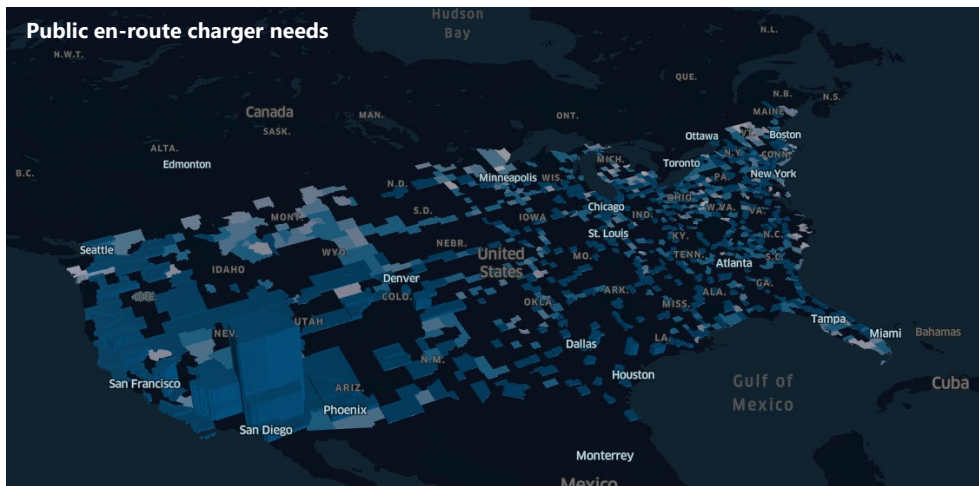 Public en-route charger needs
Hudson
Bay
N.L.
N.W.T.
QUE.
N.B.
N.S.
MAINE
Canada
MAN.
ONT.
SASK.
Ottawa
VT.
Boston
ALTA.
Edmonton
MICH.
Toronto
N.Y.
CONN.
B.C.
N.D.
Minneapolis
WIS.
PA.
New York
MONT.
S.D.
IOWA
Chicago
IND.
OHIO
W.VA.
VA.
Seattle
WYO.
NEBR.
St. Louis
KY.
N.C.
IDAHO
United
States
MO.
TENN.
Atlanta
S.C.
Denver
COLO.
ORE.
ARK.
GA.
UTAH
OKLA.
MISS.
ALA.
NEV.
Tampa
Miami
Bahamas
Dallas
LA.
N.M.
San Francisco
ARIZ.
Houston
Gulf of
Mexico
Cuba
Phoenix
San Diego
Monterrey
Mexico